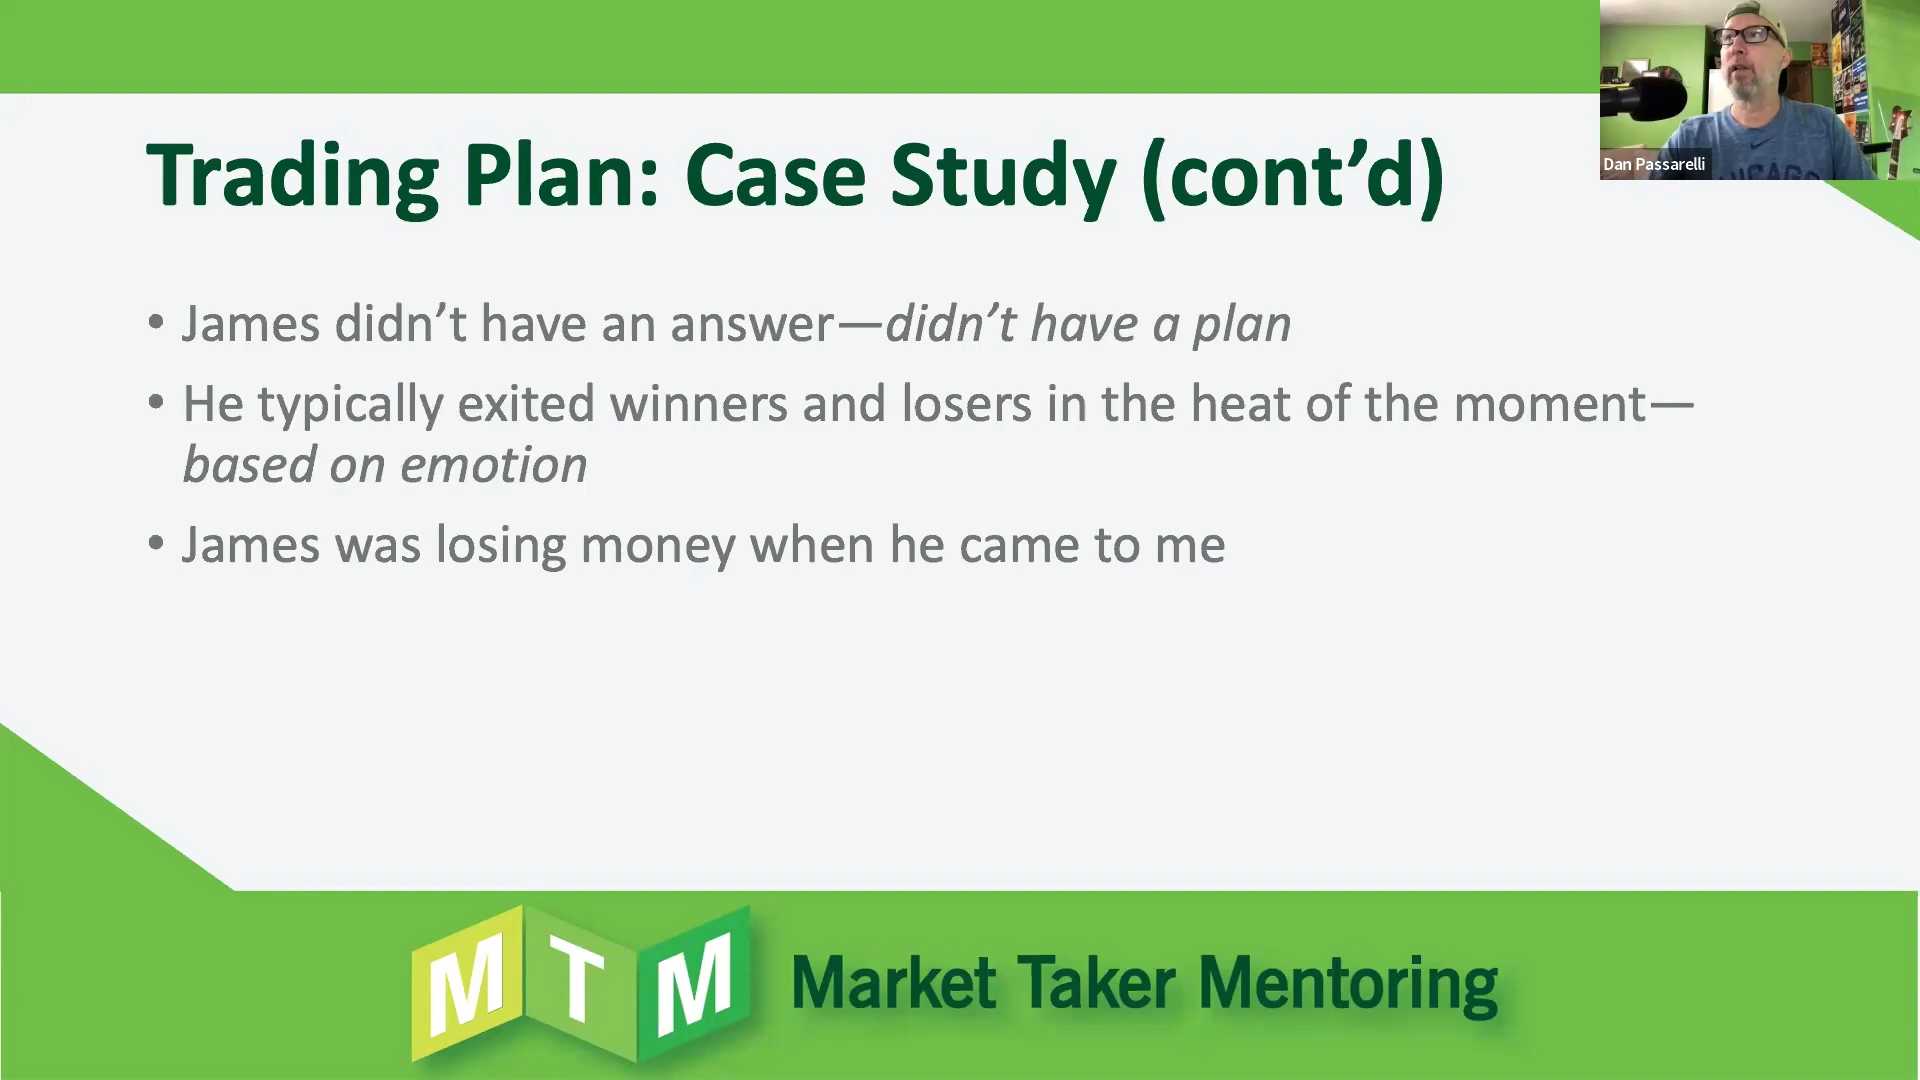 Trading Plan: Case Study (cont’d)
Dan Passarelli
• James didn’t have an answer—didn’t have a plan
• He typically exited winners and losers in the heat of the moment—
based on emotion
• James was losing money when he came to me
MTM Market Taker Mentoring